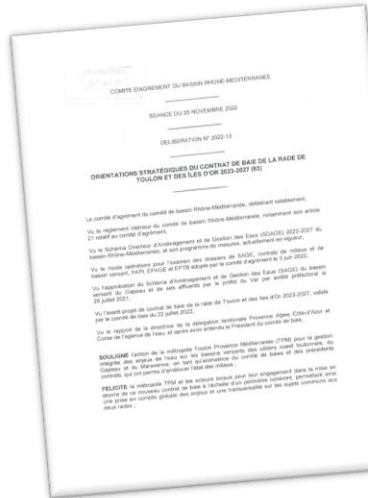 COMITE D'AGREMENT DU BASSIN RHONE-MEDITERRANEE
SEANCE DU 25 NOVEMBRE 2022
DELIBERATION N° 2022-13
ORIENTATIONS STRATÉGIQUES DU CONTRAT DE BAIE DE LA RADE DE
TOULON ET DES ÎLES D'OR 2023-2027 (83)
Le comité d'agrément du comité de bassin Rhône-Méditerranée, délibérant valablement,
Vu le règlement intérieur du comité de bassin Rhône-Méditerranée, notamment son article
21 relatif au comité d'agrément,
Vu le Schéma Directeur d'Aménagement et de Gestion des Eaux (SDAGE) 2022-2027 du
bassin Rhône-Méditerranée, et son programme de mesures, actuellement en vigueur,
Vu le mode opératoire pour l'examen des dossiers de SAGE, contrats de milieux et de
bassin versant, PAPI, EPAGE et EPTB adopté par le comité d'agrément le 3 juin 2022,
Vu l'approbation du Schéma d'Aménagement et de Gestion des Eaux (SAGE) du bassin
versant du Gapeau et de ses affluents par le préfet du Var par arrêté préfectoral le
juillet 2021,
Vu l'avant projet de contrat de baie de la rade de Toulon et des îles d'Or 2023-2027, validé
par le comité de baie du 22 juillet 2022,
Vu le rapport de la directrice de la délégation territoriale Provence Alpes Côte-d'Azur et
Corse de l'agence de l'eau, et après avoir entendu le Président du comité de baie,
SOULIGNE l'action de la métropole Toulon Provence Méditerranée (TPM) pour la gestion
intégrée des enjeux de l'eau sur les bassins versants des côtiers ouest toulonnais, du
Gapeau et du Maravenne, en tant qu'animatrice du comité de baies et des précédents
contrats, qui ont permis d'améliorer l'état des milieux ;
FELICITE la métropole TPM et les acteurs locaux pour leur engagement dans la mise en
œuvre de ce nouveau contrat de baie à l'échelle d'un périmètre cohérent, permettant ainsi
une prise en compte globale des enjeux et une transversalité sur les sujets communs aux
deux rades ;